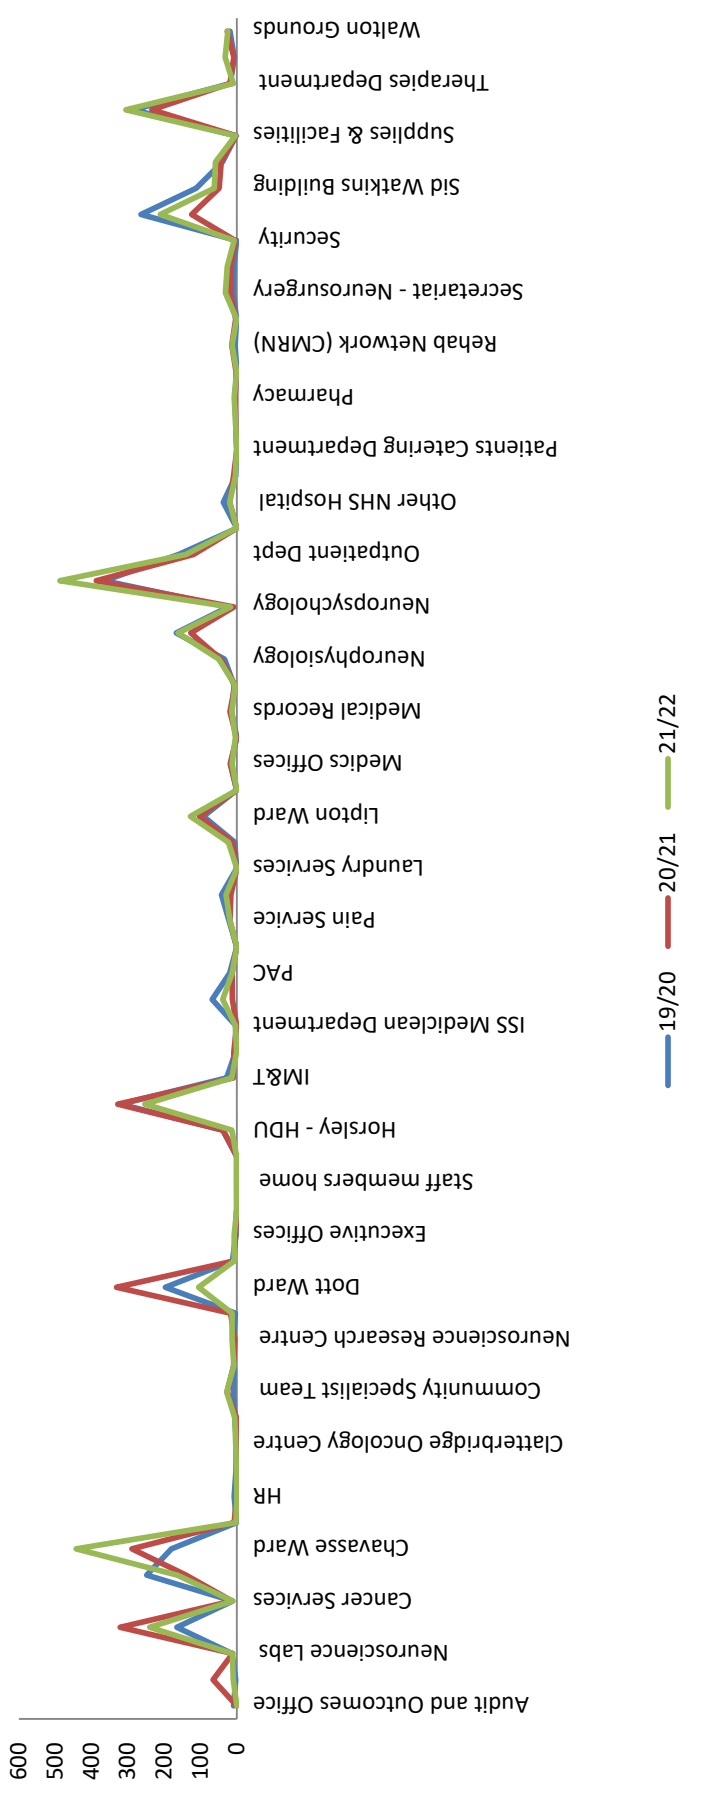 600
500
400
300
200
100
0
Audit and Outcomes Office
Neuroscience Labs
Cancer Services
Chavasse Ward
HR
Clatterbridge Oncology Centre
Community Specialist Team
Neuroscience Research Centre
Dott Ward
Executive Offices
Staff members home
Horsley - HDU
IM&T
ISS Mediclean Department
PAC
Pain Service
Laundry Services
Lipton Ward
Medics Offices
Medical Records
Neurophysiology
Neuropsychology
Outpatient Dept
Other NHS Hospital
Patients Catering Department
Pharmacy
Rehab Network (CMRN)
Secretariat - Neurosurgery
Security
Sid Watkins Building
Supplies & Facilities
Therapies Department
Walton Grounds
19/20
20/21
21/22